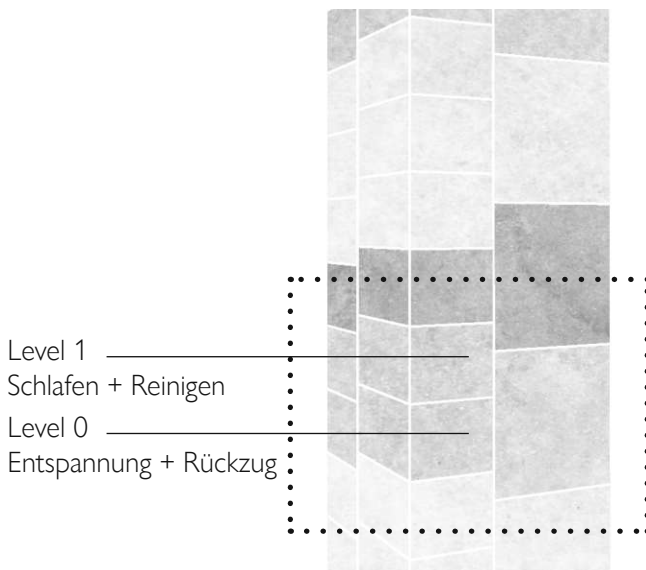 Level 1
Schlafen + Reinigen
Level 0
Entspannung + Rückzug